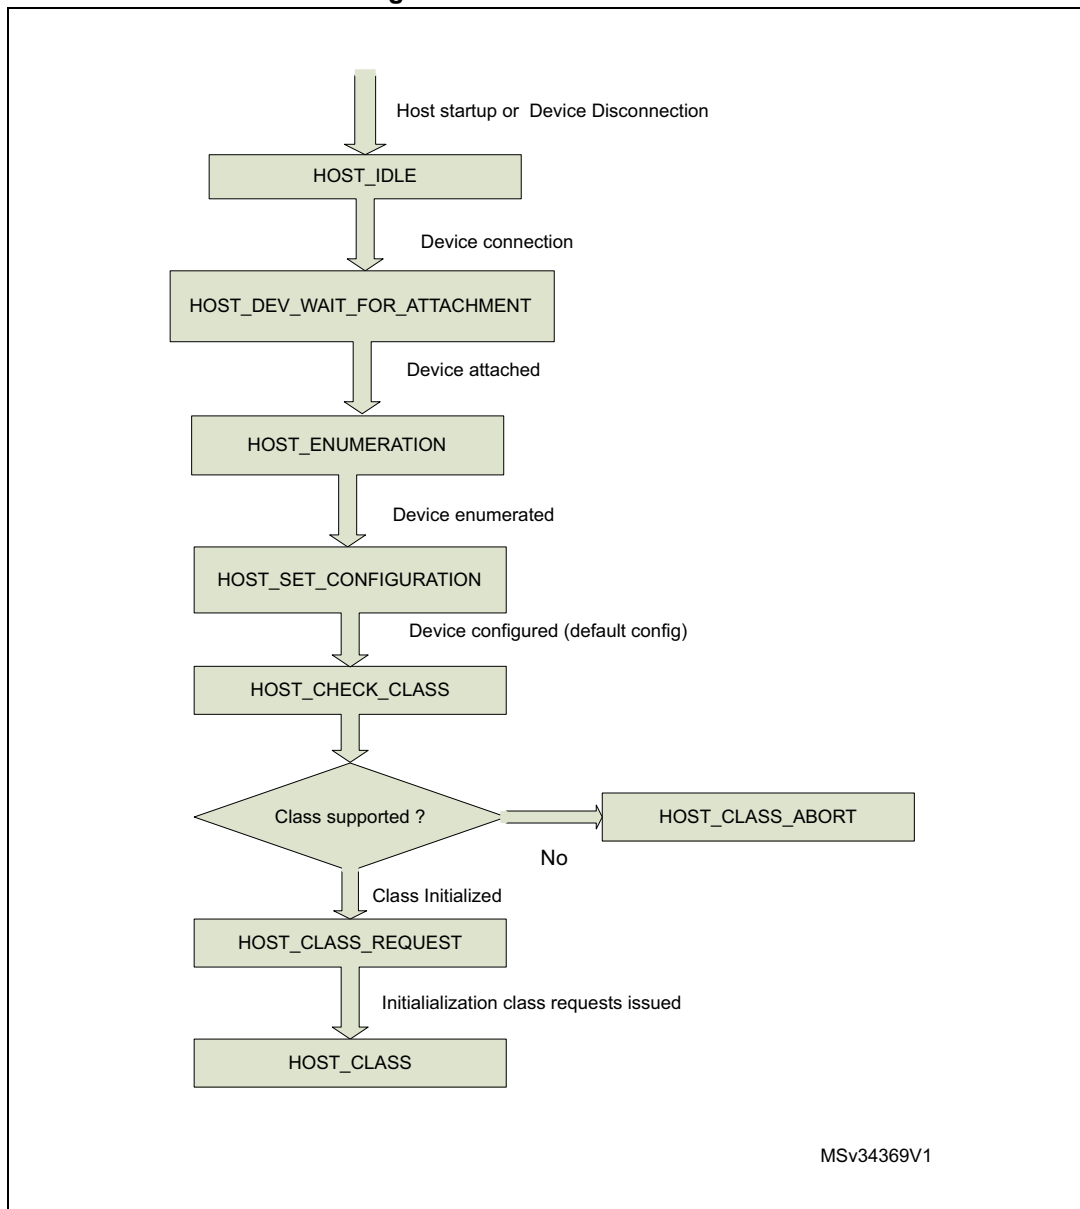 Host startup or Device Disconnection
HOST_IDLE
Device connection
HOST_DEV_WAIT_FOR_ATTACHMENT
Device attached
HOST_ENUMERATION
Device enumerated
HOST_SET_CONFIGURATION
Device configured (default config)
HOST_CHECK_CLASS
Class supported ?
HOST_CLASS_ABORT
No
Class Initialized
HOST_CLASS_REQUEST
Initialialization class requests issued
HOST_CLASS
MSv34369V1